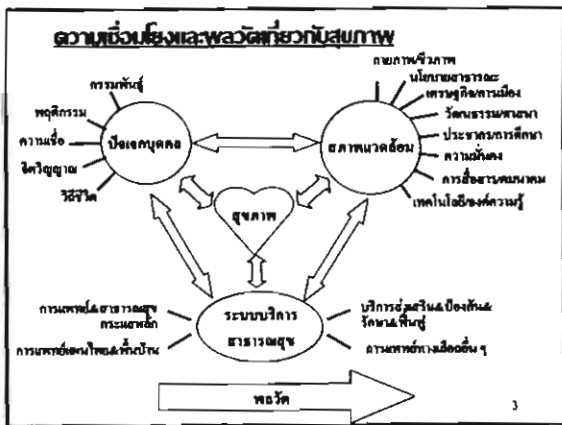 ความเชื่อมโยงและพลวัตเกี่ยวกับสุขภาพ
กรรมพันธุ์
พฤติกรรม
ความเชื่อ
จิตวิญญาณ
วิถีชีวิต
ปัจเจกบุคคล
กายภาพ/ชีวภาพ
นโยบายสาธารณะ
เศรษฐกิจ/การเมือง
วัฒนธรรม/ศาสนา
ประชากร/การศึกษา
ความมั่นคง
การสื่อสาร/คมนาคม
เทคโนโลยี/องค์ความรู้
สภาพแวดล้อม
สุขภาพ
การแพทย์&สาธารณสุข
กระแสหลัก
การแพทย์แผนไทย&พื้นบ้าน
ระบบบริการ
สาธารณสุข
บริการส่งเสริม&ป้องกัน&
รักษา&ฟื้นฟู
การแพทย์ทางเลือกอื่น ๆ
พลวัต
3